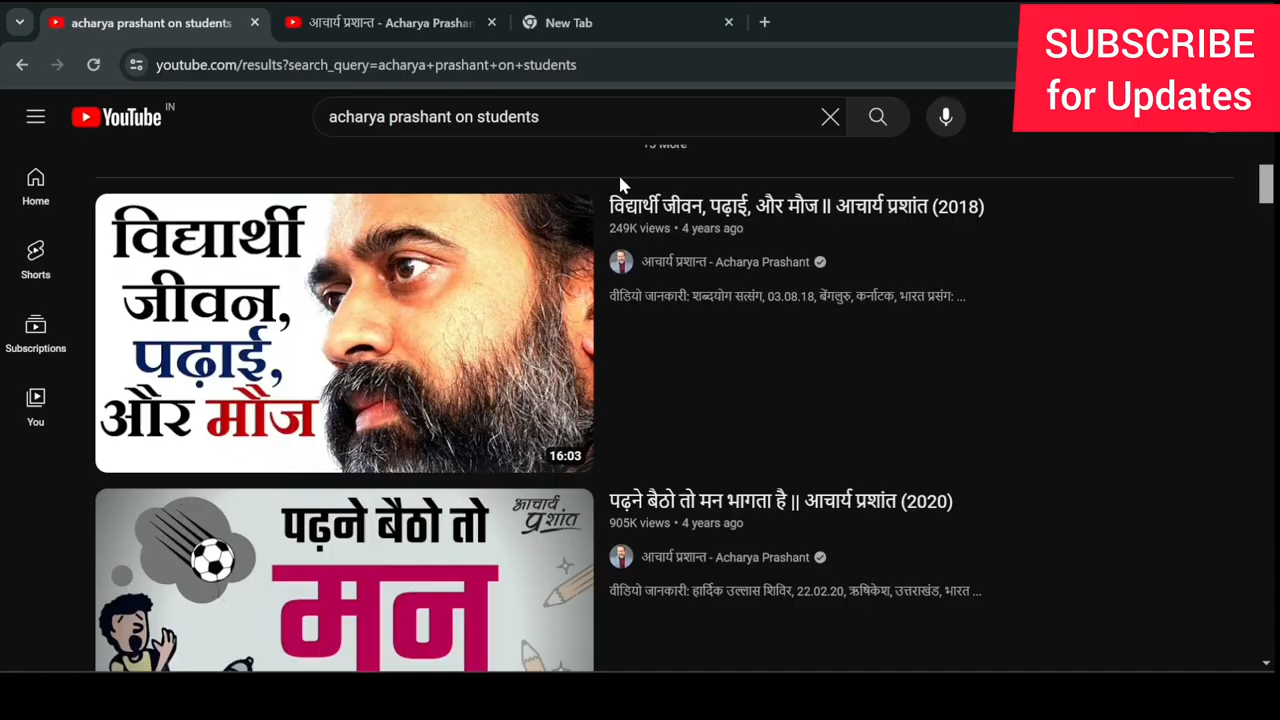 acharya prashant on students
आचार्य प्रशान्त - Acharya Prashan
New Tab
youtube.com/results?search_query=acharya+prashant+on+students
SUBSCRIBE
for Updates
YouTube IN
acharya prashant on students
15 More
Home
Shorts
Subscriptions
You
विद्यार्थी
जीवन,
पढ़ाई,
और मौज
16:03
विद्यार्थी जीवन, पढ़ाई, और मौज ॥ आचार्य प्रशांत (2018)
249K views • 4 years ago
आचार्य प्रशान्त - Acharya Prashant
वीडियो जानकारी: शब्दयोग सत्संग, 03.08.18, बेंगलुरु, कर्नाटक, भारत प्रसंग: ...
पढ़ने बैठो तो
मन
आचार्य
प्रशांत
पढ़ने बैठो तो मन भागता है || आचार्य प्रशांत (2020)
905K views • 4 years ago
आचार्य प्रशान्त - Acharya Prashant
वीडियो जानकारी: हार्दिक उल्लास शिविर, 22.02.20, ऋषिकेश, उत्तराखंड, भारत ...